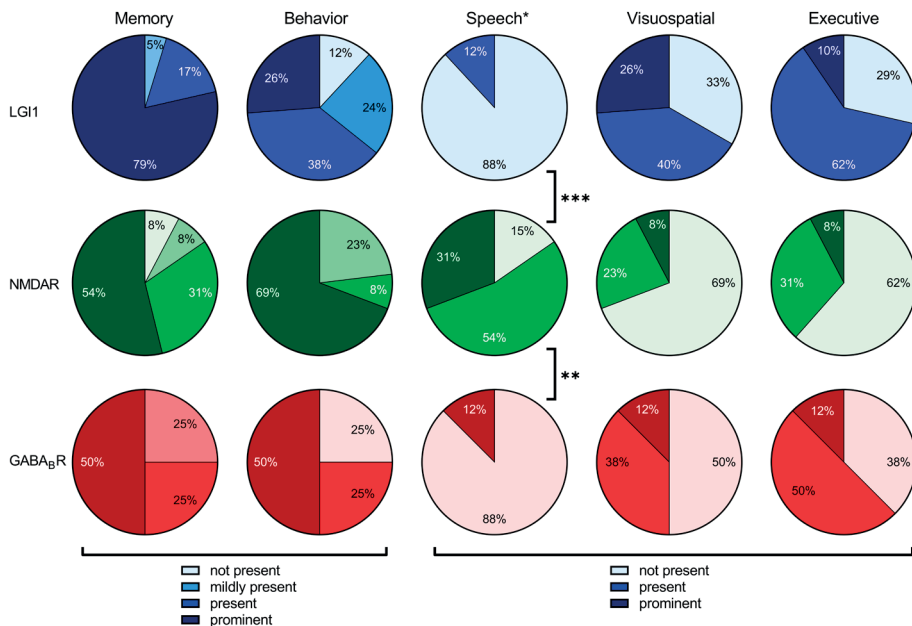 Memory Behavior Speech* Visuospatial Executive
LGI1
5% 17% 79%
12% 24% 38% 26%
12% 88%
33% 40% 26%
10% 29% 62%
***
NMDAR
8% 8% 31% 54%
23% 8% 69%
15% 54% 31%
8% 23% 69%
8% 31% 62%
**
GABABR
25% 25% 50%
25% 25% 50%
12% 88%
12% 38% 50%
12% 38% 50%
not present
mildly present
present
prominent
not present
present
prominent